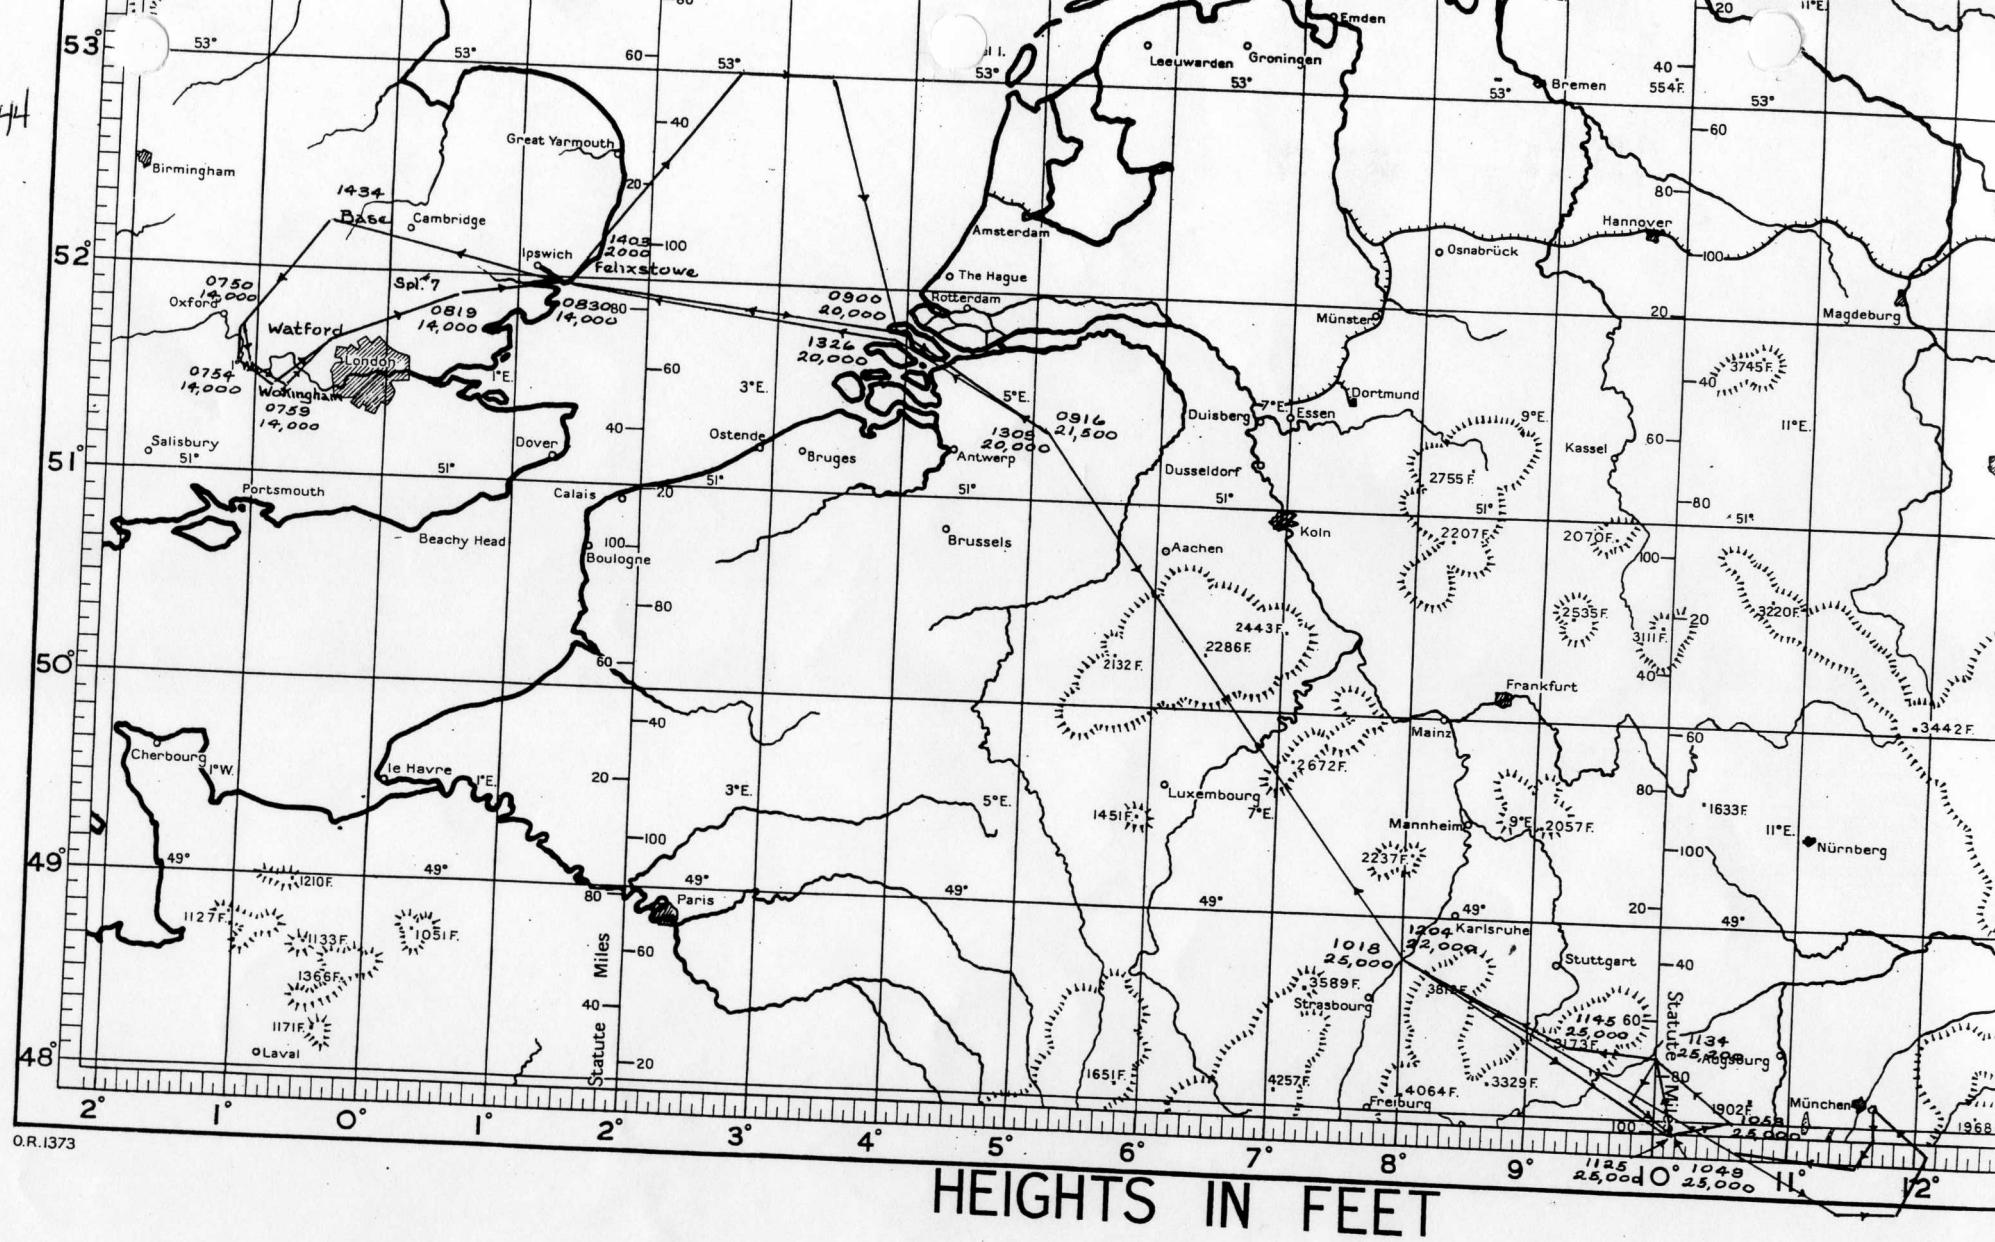 53°
52°
51°
50°
49°
48°
44
53°
53°
53°
53°
53°
53°
53°
60
40
20
100
80
60
40
20
100
80
60
40
20
100
80
60
40
20
Statute Miles
Emden
Leeuwarden
Groningen
Bremen
20
11°E.
40
554F.
60
80
100
20
40
60
80
100
20
40
60
80
100
20
40
60
80
100
Statute Miles
Birmingham
Great Yarmouth
1434
Base
Cambridge
Ipswich
1403
2000
Felixstowe
Spl. 7
0750
14,000
Oxford
Watford
0819
14,000
0830
14,000
London
1°E.
0754
14,000
Wokingham
0759
14,000
Salisbury
51°
51°
Dover
Portsmouth
Beachy Head
Calais
Boulogne
Ostende
Bruges
51°
3°E.
Amsterdam
The Hague
Rotterdam
0900
20,000
1326
20,000
5°E.
0916
21,500
1309
20,000
Antwerp
51°
Brussels
Hannover
Osnabrück
Münster
Magdeburg
3745F.
Dortmund
Duisberg
7°E.
Essen
9°E.
11°E.
Kassel
Dusseldorf
2755F.
51°
51°
51°
2207F.
2070F.
Koln
Aachen
2535F.
3111F.
3220F.
2443F.
2286F.
2132F.
Frankfurt
Mainz
3442F.
2672F.
Luxembourg
7°E.
1451F.
1633F.
Mannheim
9°E.
2057F.
11°E.
Nürnberg
2237F.
Cherbourg
1°W.
le Havre
1°E.
3°E.
5°E.
49°
49°
49°
49°
49°
49°
49°
1210F.
1127F.
1133F.
1051F.
1366F.
1171F.
Laval
Paris
1204
22,000
Karlsruhe
1018
25,000
Stuttgart
3589F.
Strasbourg
1145
25,000
3173F.
1134
Augsburg
1651F.
4257F.
4064F.
3329F.
Freiburg
1902F.
1058
25,000
München
1968
1125
25,000
1049
25,000
2° 1° 0° 1° 2° 3° 4° 5° 6° 7° 8° 9° 10° 11° 12°
O.R.1373
HEIGHTS IN FEET